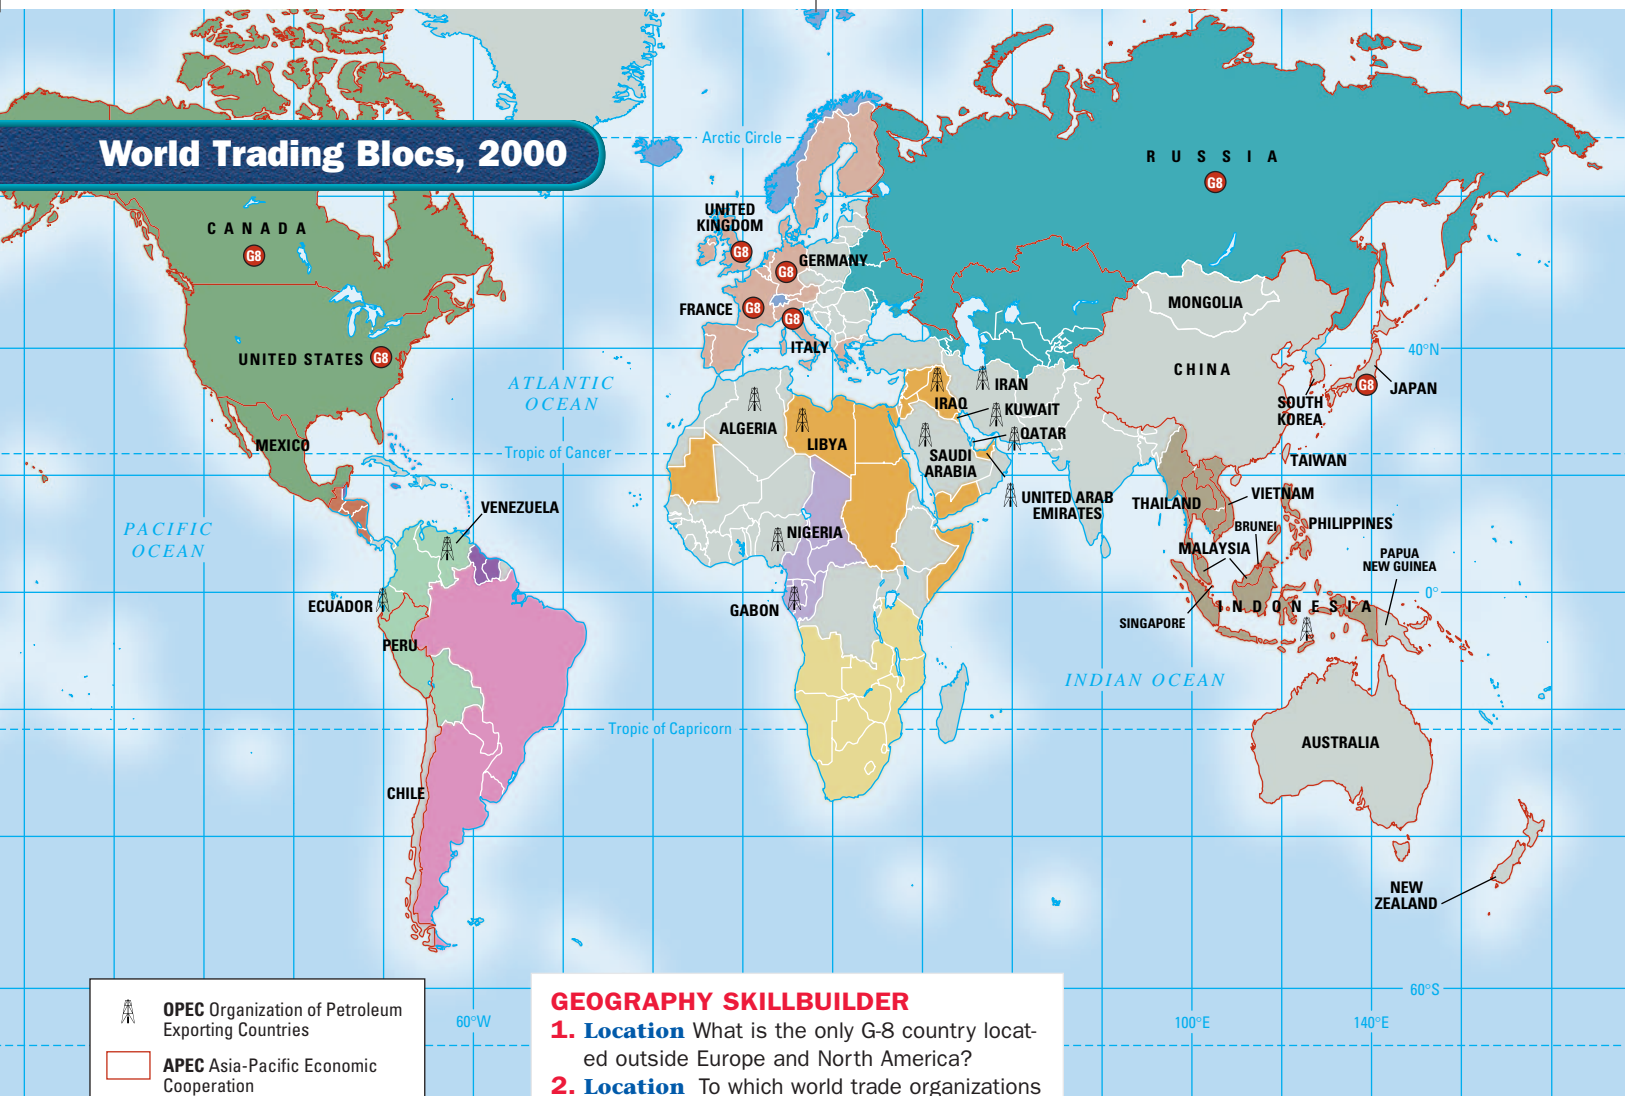 World Trading Blocs, 2000
Arctic Circle
RUSSIA
G8
CANADA
G8
UNITED
KINGDOM
G8
GERMANY
G8
FRANCE
G8
G8
ITALY
UNITED STATES
G8
MONGOLIA
CHINA
40°N
G8
JAPAN
SOUTH
KOREA
TAIWAN
ATLANTIC
OCEAN
MEXICO
Tropic of Cancer
ALGERIA
LIBYA
IRAQ
IRAN
KUWAIT
QATAR
SAUDI
ARABIA
UNITED ARAB
EMIRATES
THAILAND
VIETNAM
BRUNEI
PHILIPPINES
MALAYSIA
PAPUA
NEW GUINEA
PACIFIC
OCEAN
VENEZUELA
NIGERIA
ECUADOR
GABON
0°
INDONESIA
SINGAPORE
PERU
INDIAN OCEAN
Tropic of Capricorn
AUSTRALIA
CHILE
NEW
ZEALAND
60°S
60°W
100°E
140°E
OPEC Organization of Petroleum
Exporting Countries
APEC Asia-Pacific Economic
Cooperation
GEOGRAPHY SKILLBUILDER
1. Location What is the only G-8 country locat-
ed outside Europe and North America?
2. Location To which world trade organizations